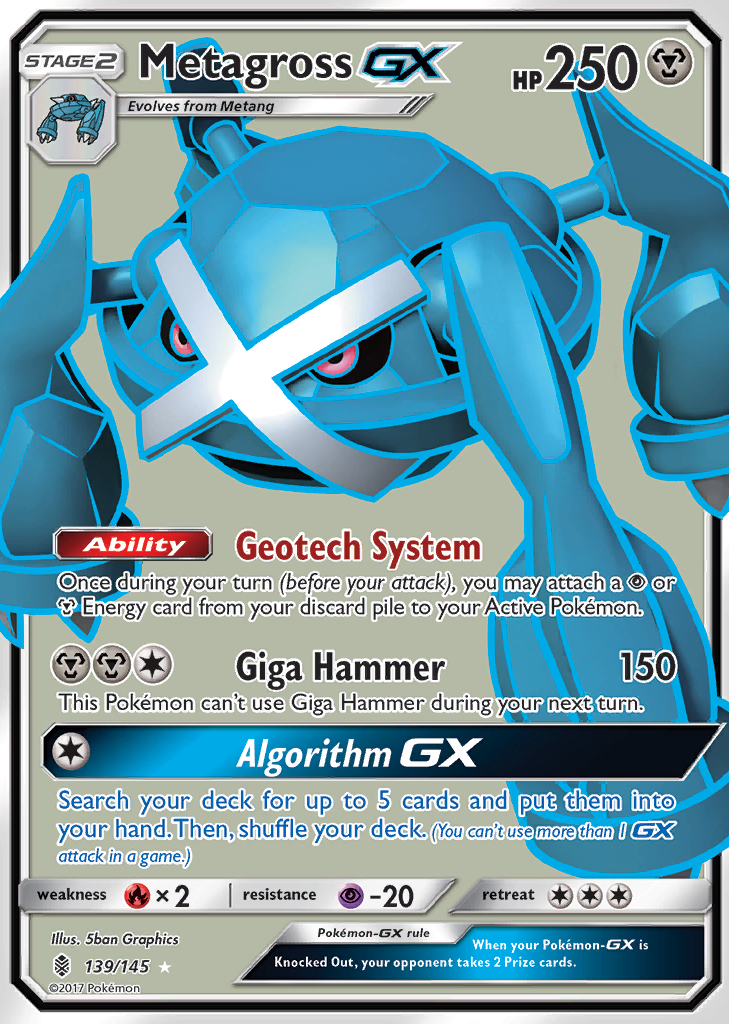 STAGE2 Metagross GX HP250
Evolves from Metang
Ability Geotech System
Once during your turn (before your attack), you may attach a or
Energy card from your discard pile to your Active Pokémon.
Giga Hammer 150
This Pokémon can't use Giga Hammer during your next turn.
Algorithm GX
Search your deck for up to 5 cards and put them into
your hand. Then, shuffle your deck. (You can't use more than 1 GX
attack in a game.)
weakness ×2 resistance -20 retreat
Illus. 5ban Graphics
139/145
©2017 Pokémon
Pokémon-GX rule
When your Pokémon-GX is
Knocked Out, your opponent takes 2 Prize cards.